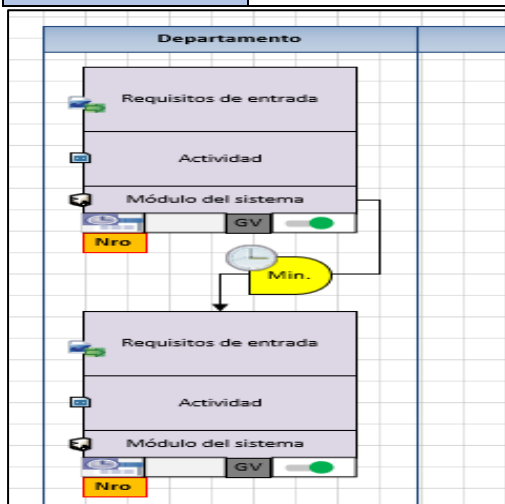 Departamento
Requisitos de entrada
Actividad
Módulo del sistema
GV
Nro
Min.
Requisitos de entrada
Actividad
Módulo del sistema
GV
Nro